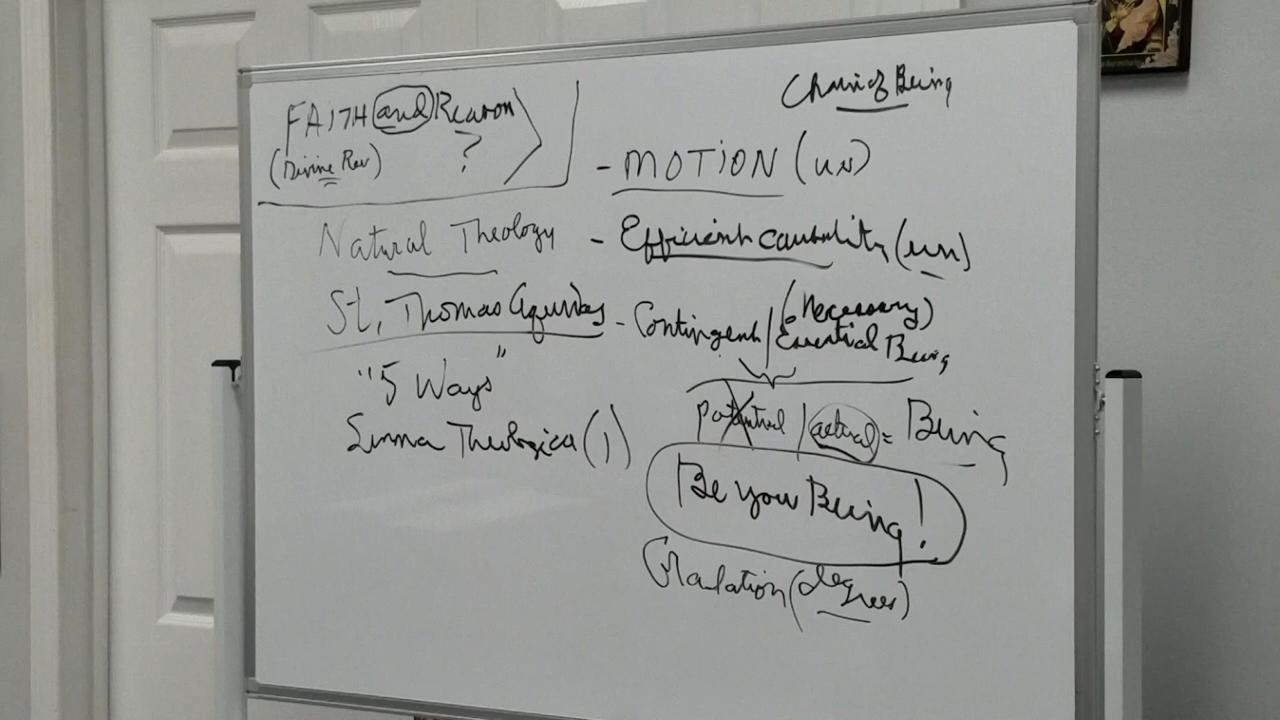 FAITH and Reason
(Divine Rev) ?
Natural Theology
St. Thomas Aquinas
"5 Ways"
Summa Theologica (1)
Chain of Being
- MOTION (un)
- Efficient causality (un)
- Contingent / (Necessary)
Essential Being
potential / actual = Being
Be you Being!
Gradation (degrees)